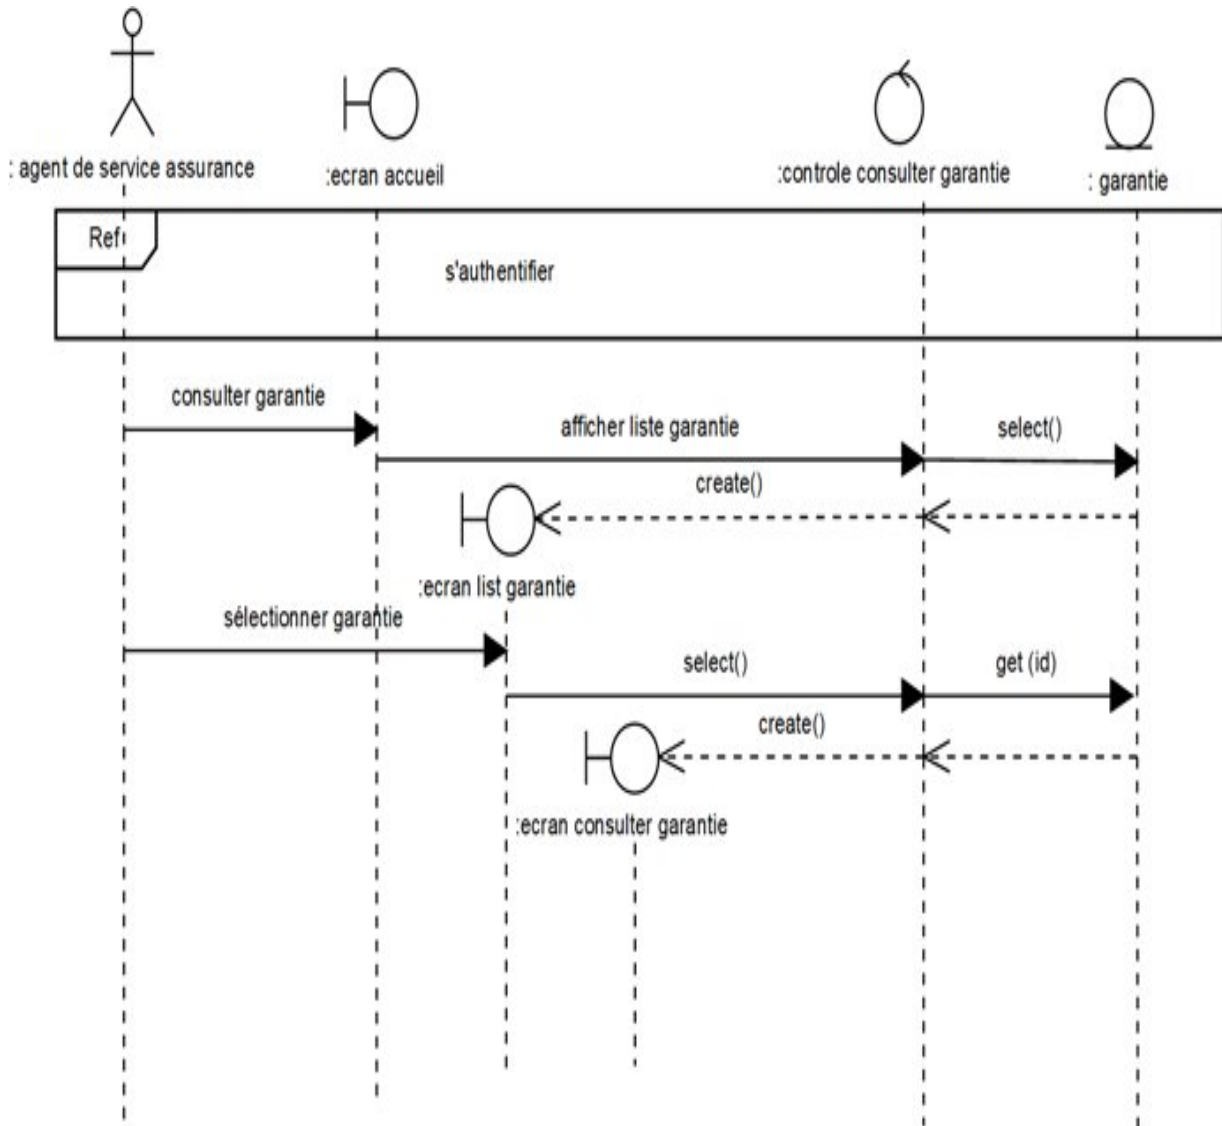 : agent de service assurance
:ecran accueil
:controle consulter garantie
: garantie
Ref
s'authentifier
consulter garantie
afficher liste garantie
select()
create()
:ecran list garantie
sélectionner garantie
select()
get (id)
create()
:ecran consulter garantie